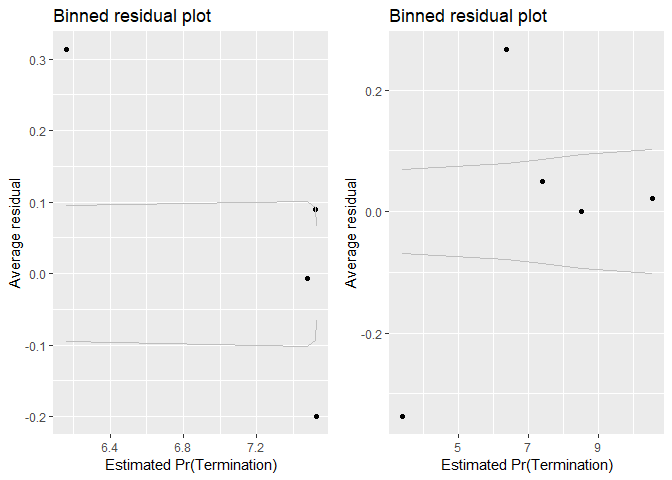 Binned residual plot
0.3
0.2
0.1
0.0
-0.1
-0.2
Average residual
6.4 6.8 7.2
Estimated Pr(Termination)
Binned residual plot
0.2
0.0
-0.2
Average residual
5 7 9
Estimated Pr(Termination)